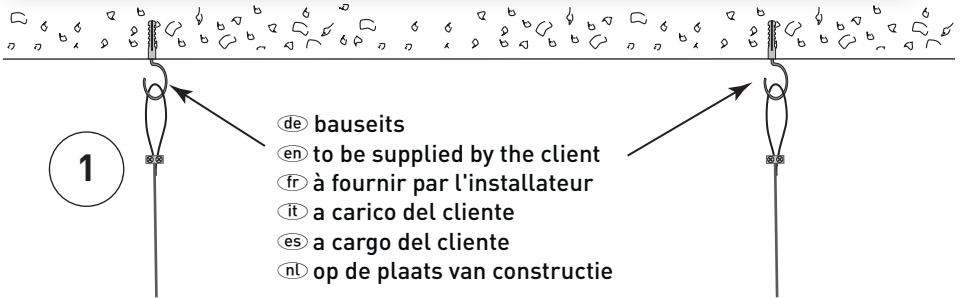 1
de bauseits
en to be supplied by the client
fr à fournir par l'installateur
it a carico del cliente
es a cargo del cliente
nl op de plaats van constructie